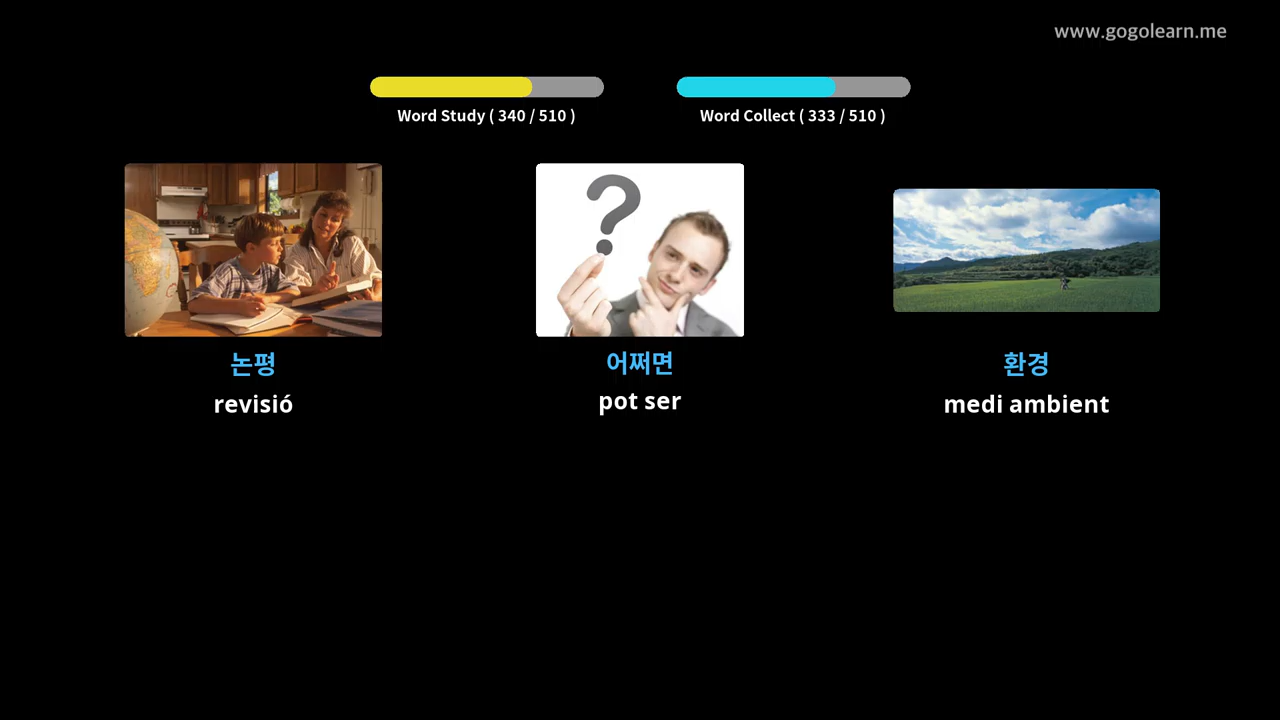 www.gogolearn.me
Word Study ( 340 / 510 )
Word Collect ( 333 / 510 )
논평
어쩌면
환경
revisió
pot ser
medi ambient